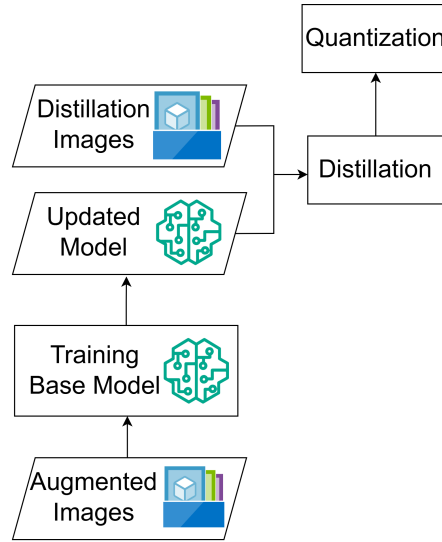 Quantization
Distillation
Images
Distillation
Updated
Model
Training
Base Model
Augmented
Images